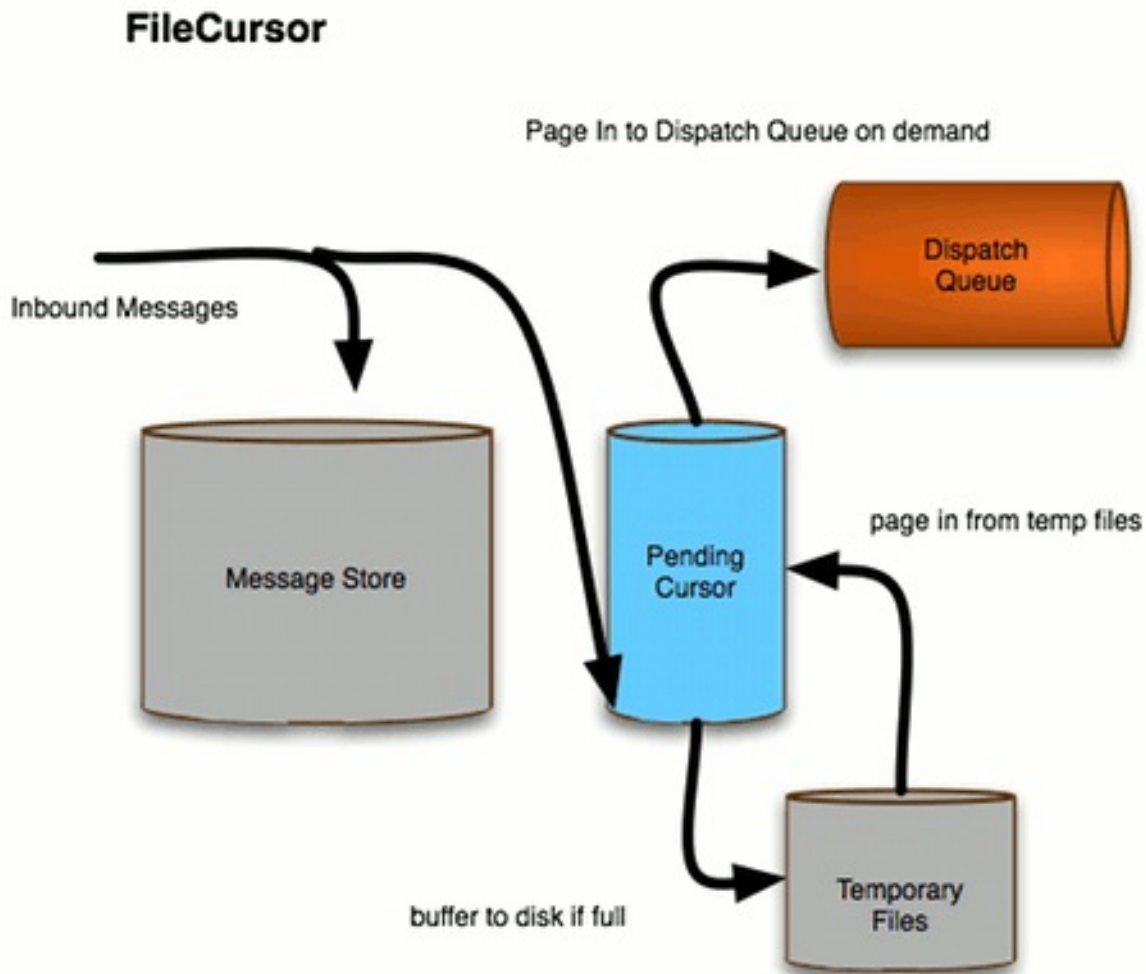 FileCursor
Page In to Dispatch Queue on demand
Dispatch
Queue
Inbound Messages
page in from temp files
Message Store
Pending
Cursor
Temporary
Files
buffer to disk if full